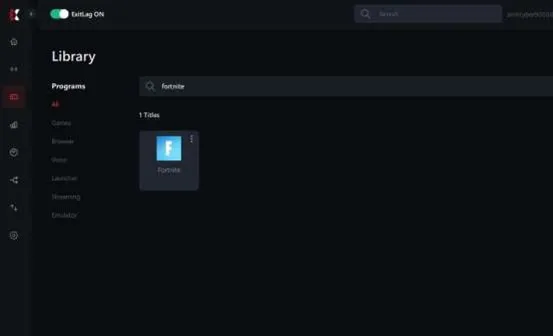 ExitLag ON
Search
Library
Programs
fortnite
All
1 Titles
Games
Browser
F
Voice
Fortnite
Launcher
Streaming
Emulator